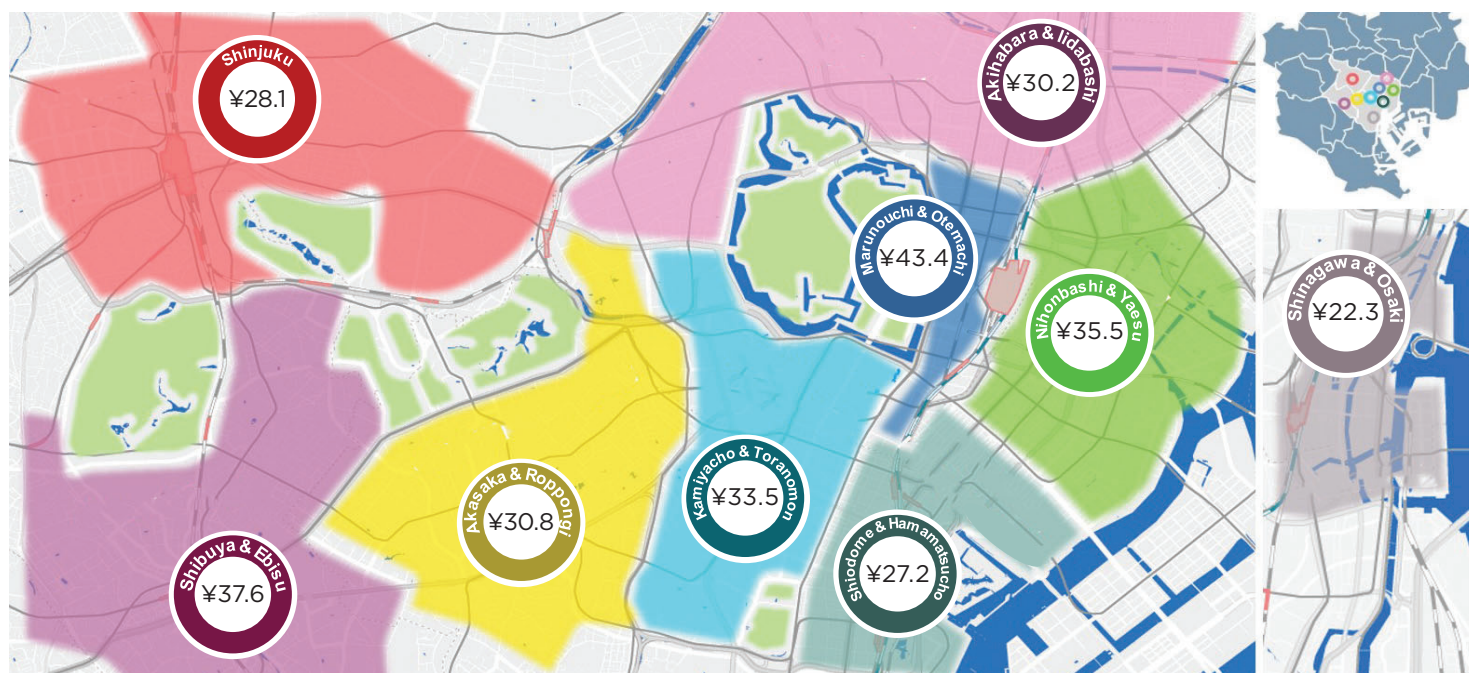 Shinjuku
¥28.1
Akihabara & Iidabashi
¥30.2
Marunouchi & Otemachi
¥43.4
Nihonbashi & Yaesu
¥35.5
Shinagawa & Osaki
¥22.3
Akasaka & Roppongi
¥30.8
Kamiyacho & Toranomon
¥33.5
Shibuya & Ebisu
¥37.6
Shiodome & Hamamatsucho
¥27.2